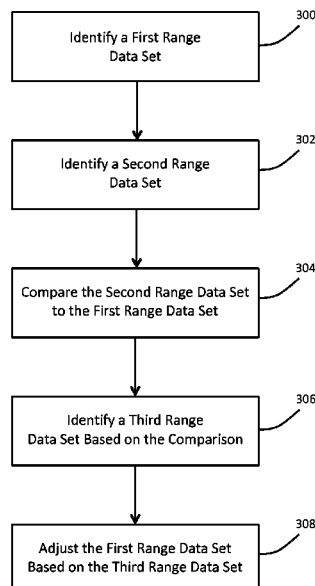 300
Identify a First Range
Data Set
302
Identify a Second Range
Data Set
304
Compare the Second Range Data Set
to the First Range Data Set
306
Identify a Third Range
Data Set Based on the Comparison
308
Adjust the First Range Data Set
Based on the Third Range Data Set